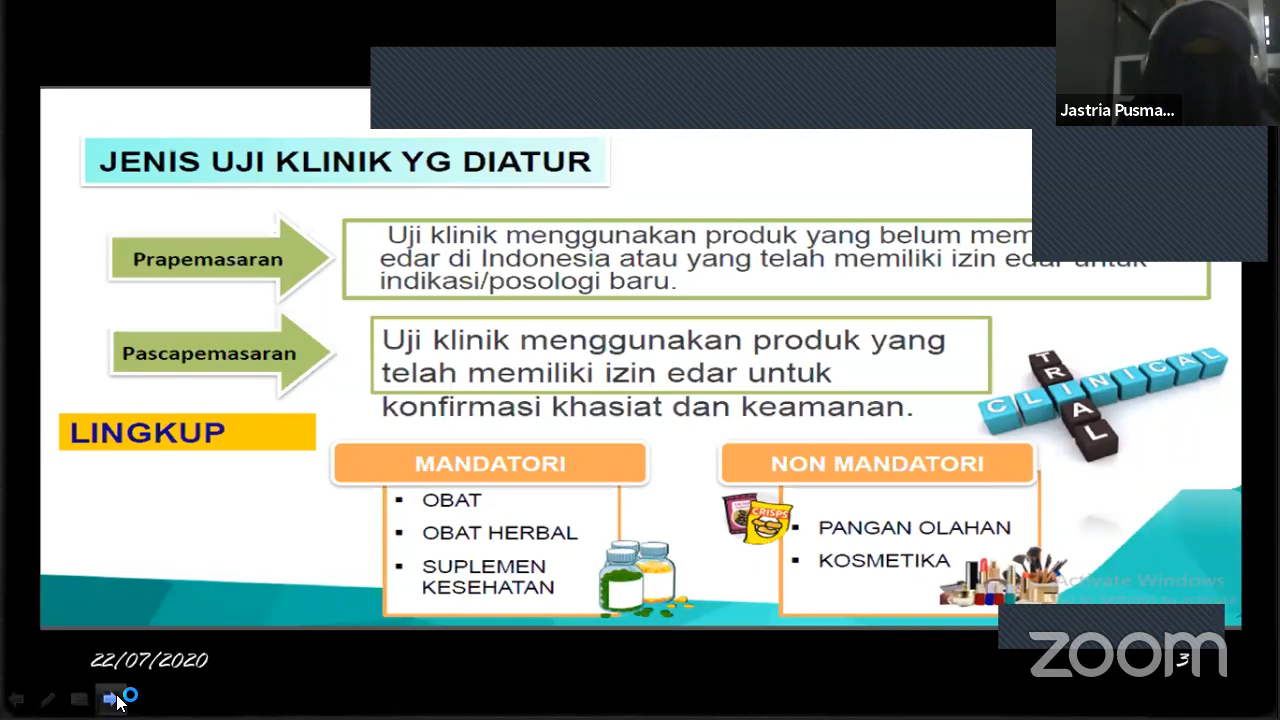 Jastria Pusma...
JENIS UJI KLINIK YG DIATUR
Prapemasaran
Uji klinik menggunakan produk yang belum
edar di Indonesia atau yang telah memiliki izin edar untuk
indikasi/posologi baru.
Pascapemasaran
Uji klinik menggunakan produk yang
telah memiliki izin edar untuk
konfirmasi khasiat dan keamanan.
TRIAL
CLINICAL
LINGKUP
MANDATORI
▪ OBAT
▪ OBAT HERBAL
▪ SUPLEMEN
KESEHATAN
NON MANDATORI
CRISPS
▪ PANGAN OLAHAN
▪ KOSMETIKA
Activate Windows
zoom
22/07/2020
3